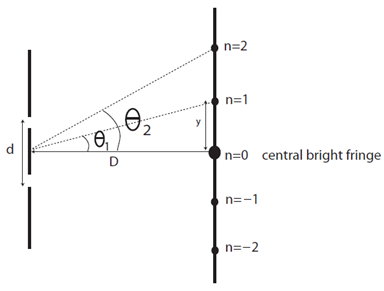 n=2
n=1
θ2
y
θ1
d
D
n=0 central bright fringe
n=−1
n=−2